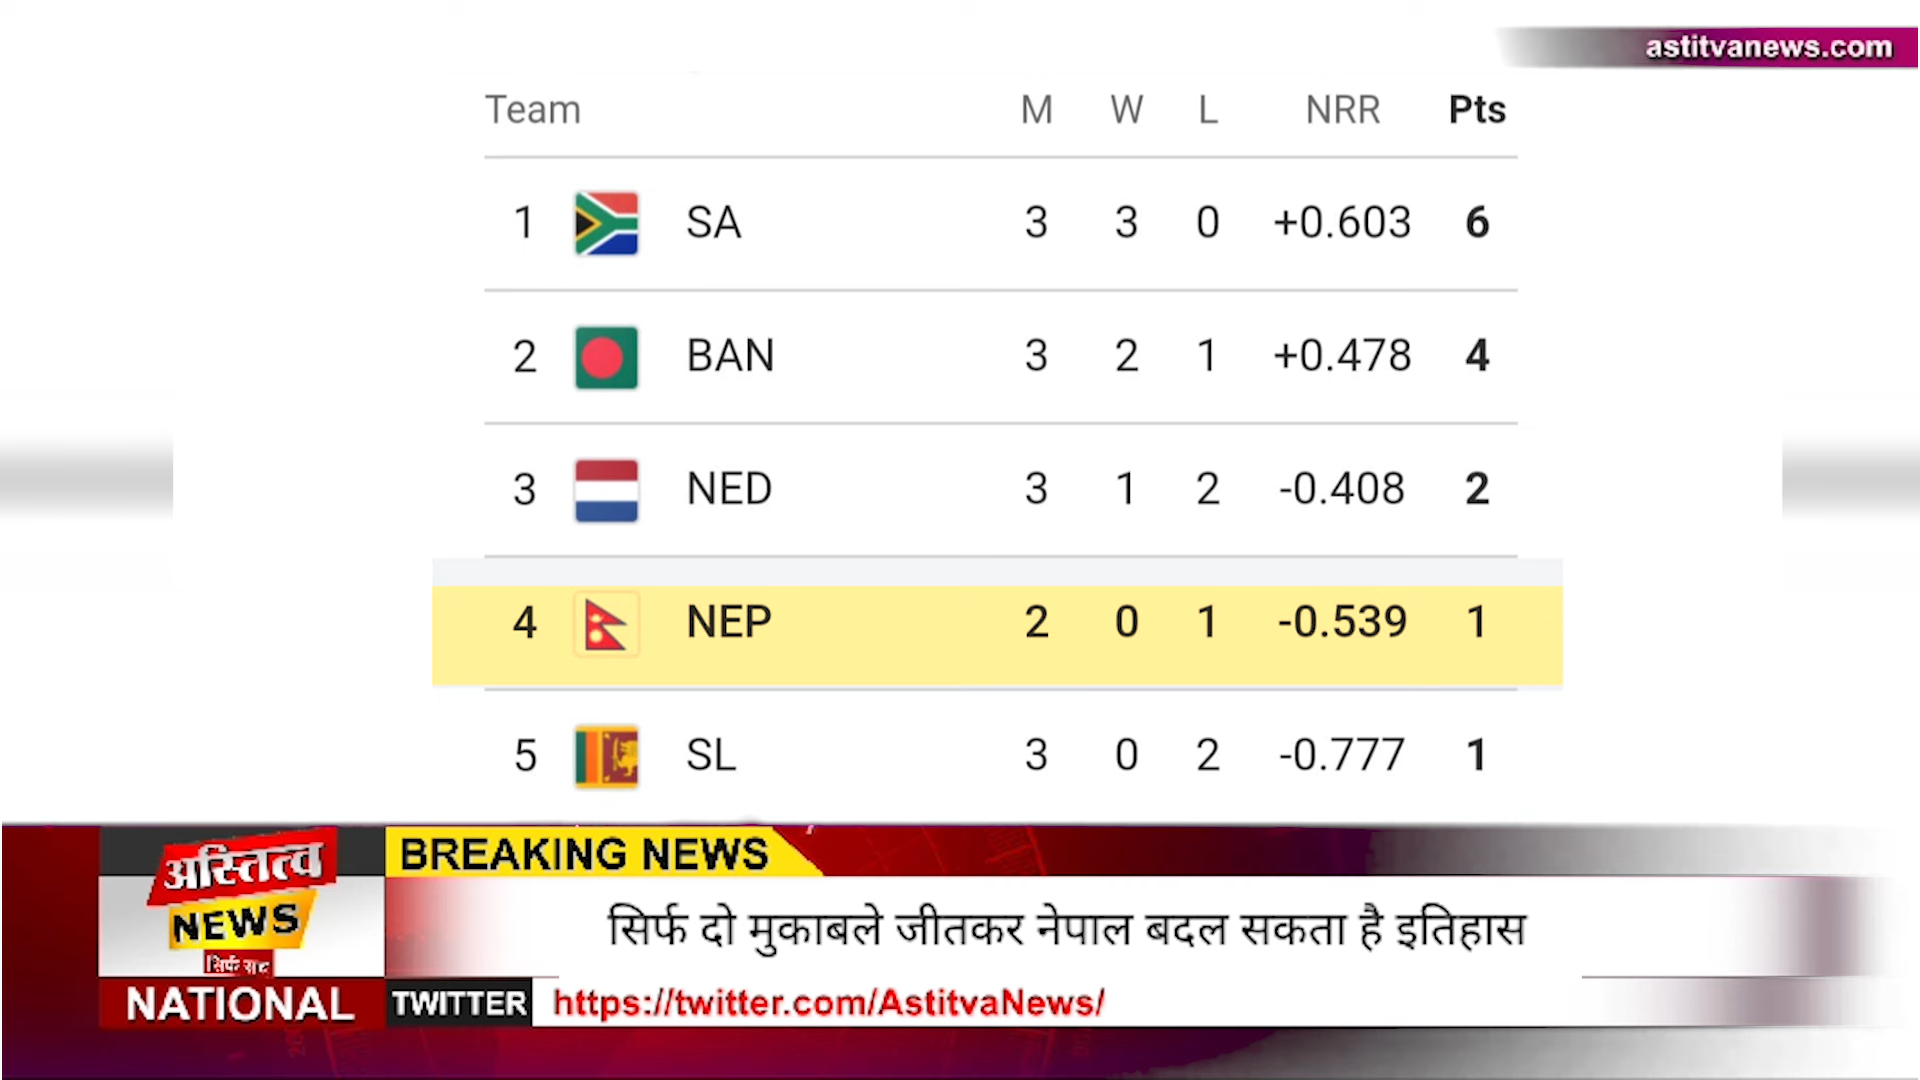 astitvanews.com
Team M W L NRR Pts
1 SA 3 3 0 +0.603 6
2 BAN 3 2 1 +0.478 4
3 NED 3 1 2 -0.408 2
4 NEP 2 0 1 -0.539 1
5 SL 3 0 2 -0.777 1
अस्तित्व
NEWS
सिर्फ सच
NATIONAL
BREAKING NEWS
सिर्फ दो मुकाबले जीतकर नेपाल बदल सकता है इतिहास
TWITTER https://twitter.com/AstitvaNews/